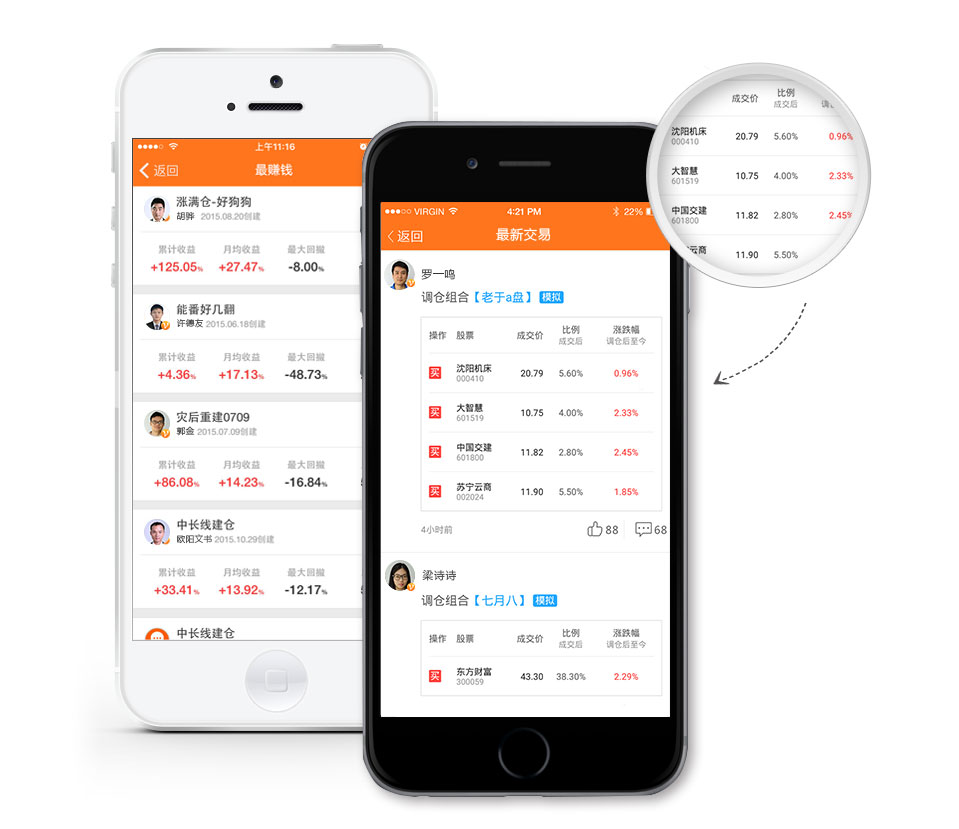 上午11:16
返回
最赚钱
涨满仓-好狗狗
胡骅 2015.08.20创建
累计收益 月均收益 最大回撤
+125.05% +27.47% -8.00%
能番好几翻
许德友 2015.06.18创建
累计收益 月均收益 最大回撤
+4.36% +17.13% -48.73%
灾后重建0709
郭金 2015.07.09创建
累计收益 月均收益 最大回撤
+86.08% +14.23% -16.84%
中长线建仓
欧阳文书 2015.10.29创建
累计收益 月均收益 最大回撤
+33.41% +13.92% -12.17%
中长线建仓
VIRGIN 4:21 PM 22%
返回
最新交易
罗一鸣
调仓组合【老于a盘】 模拟
操作 股票 成交价 比例 涨跌幅
成交后 调仓后至今
买 沈阳机床 20.79 5.60% 0.96%
000410
买 大智慧 10.75 4.00% 2.33%
601519
买 中国交建 11.82 2.80% 2.45%
601800
买 苏宁云商 11.90 5.50% 1.85%
002024
4小时前 88 68
梁诗诗
调仓组合【七月八】 模拟
操作 股票 成交价 比例 涨跌幅
成交后 调仓后至今
买 东方财富 43.30 38.30% 2.29%
300059
成交价 比例
成交后 调
沈阳机床 20.79 5.60% 0.96%
000410
大智慧 10.75 4.00% 2.33%
601519
中国交建 11.82 2.80% 2.45%
601800
云商 11.90 5.50%